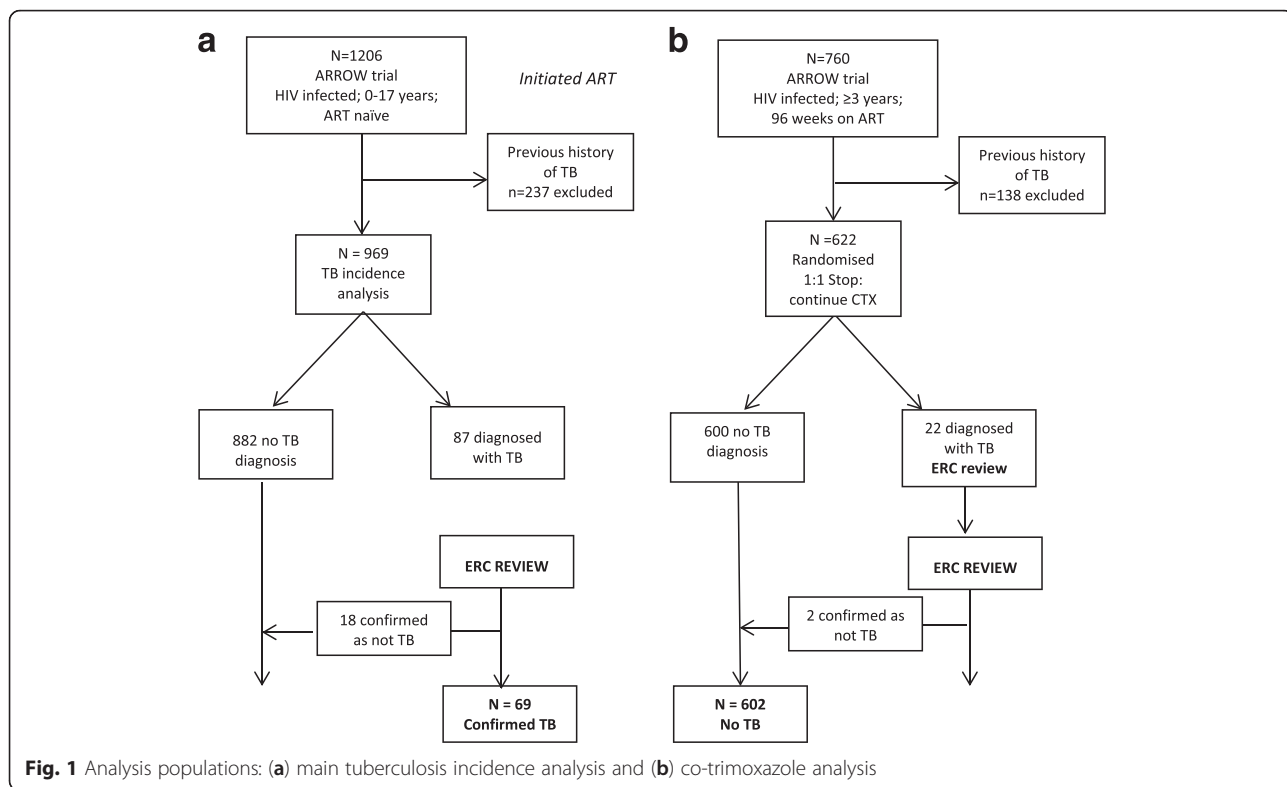 a
N=1206
ARROW trial
HIV infected; 0-17 years;
ART naïve
Initiated ART
Previous history
of TB
n=237 excluded
N = 969
TB incidence
analysis
882 no TB
diagnosis
87 diagnosed
with TB
ERC REVIEW
18 confirmed
as not TB
N = 69
Confirmed TB
b
N=760
ARROW trial
HIV infected; ≥3 years;
96 weeks on ART
Previous history
of TB
n=138 excluded
N =622
Randomised
1:1 Stop:
continue CTX
600 no TB
diagnosis
22 diagnosed
with TB
ERC review
ERC REVIEW
2 confirmed as
not TB
N = 602
No TB
Fig. 1 Analysis populations: (a) main tuberculosis incidence analysis and (b) co-trimoxazole analysis